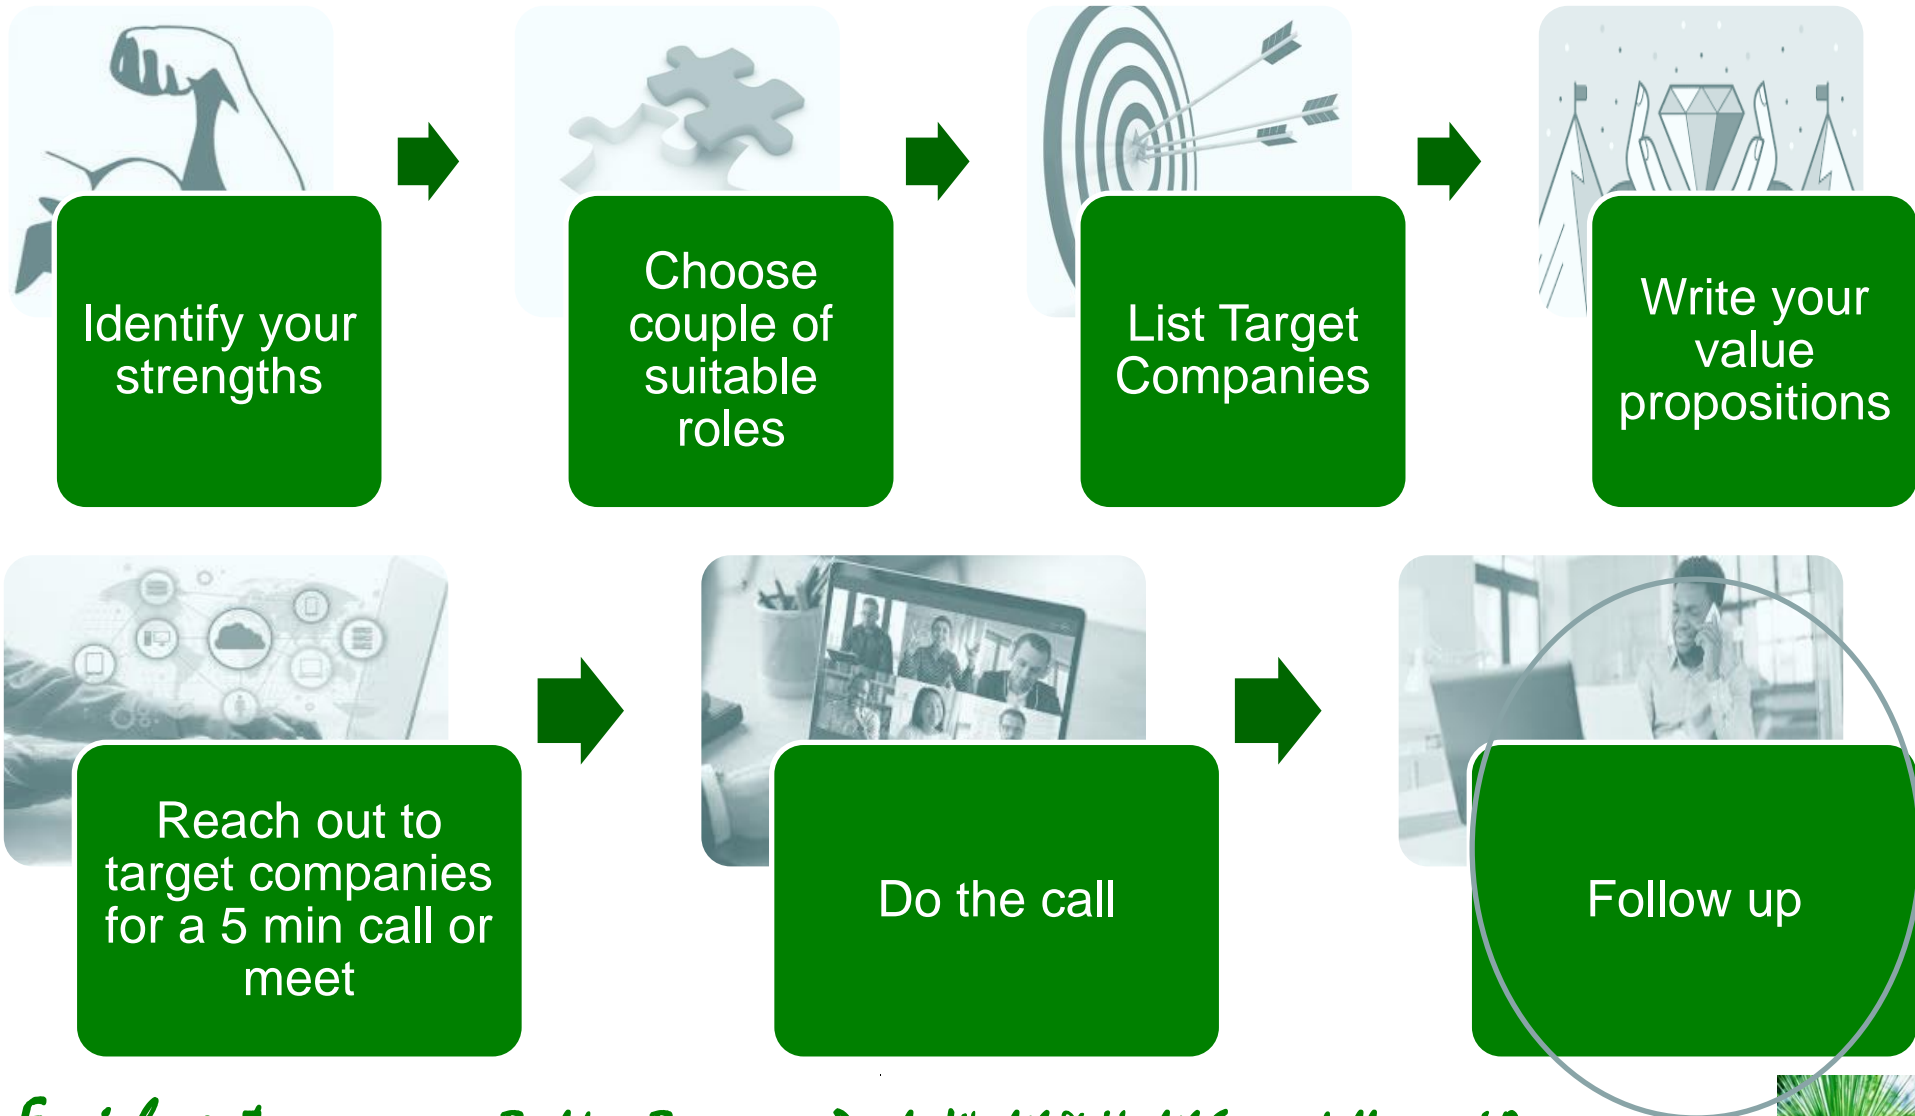 Identify your
strengths
Choose
couple of
suitable
roles
List Target
Companies
Write your
value
propositions
Reach out to
target companies
for a 5 min call or
meet
Do the call
Follow up